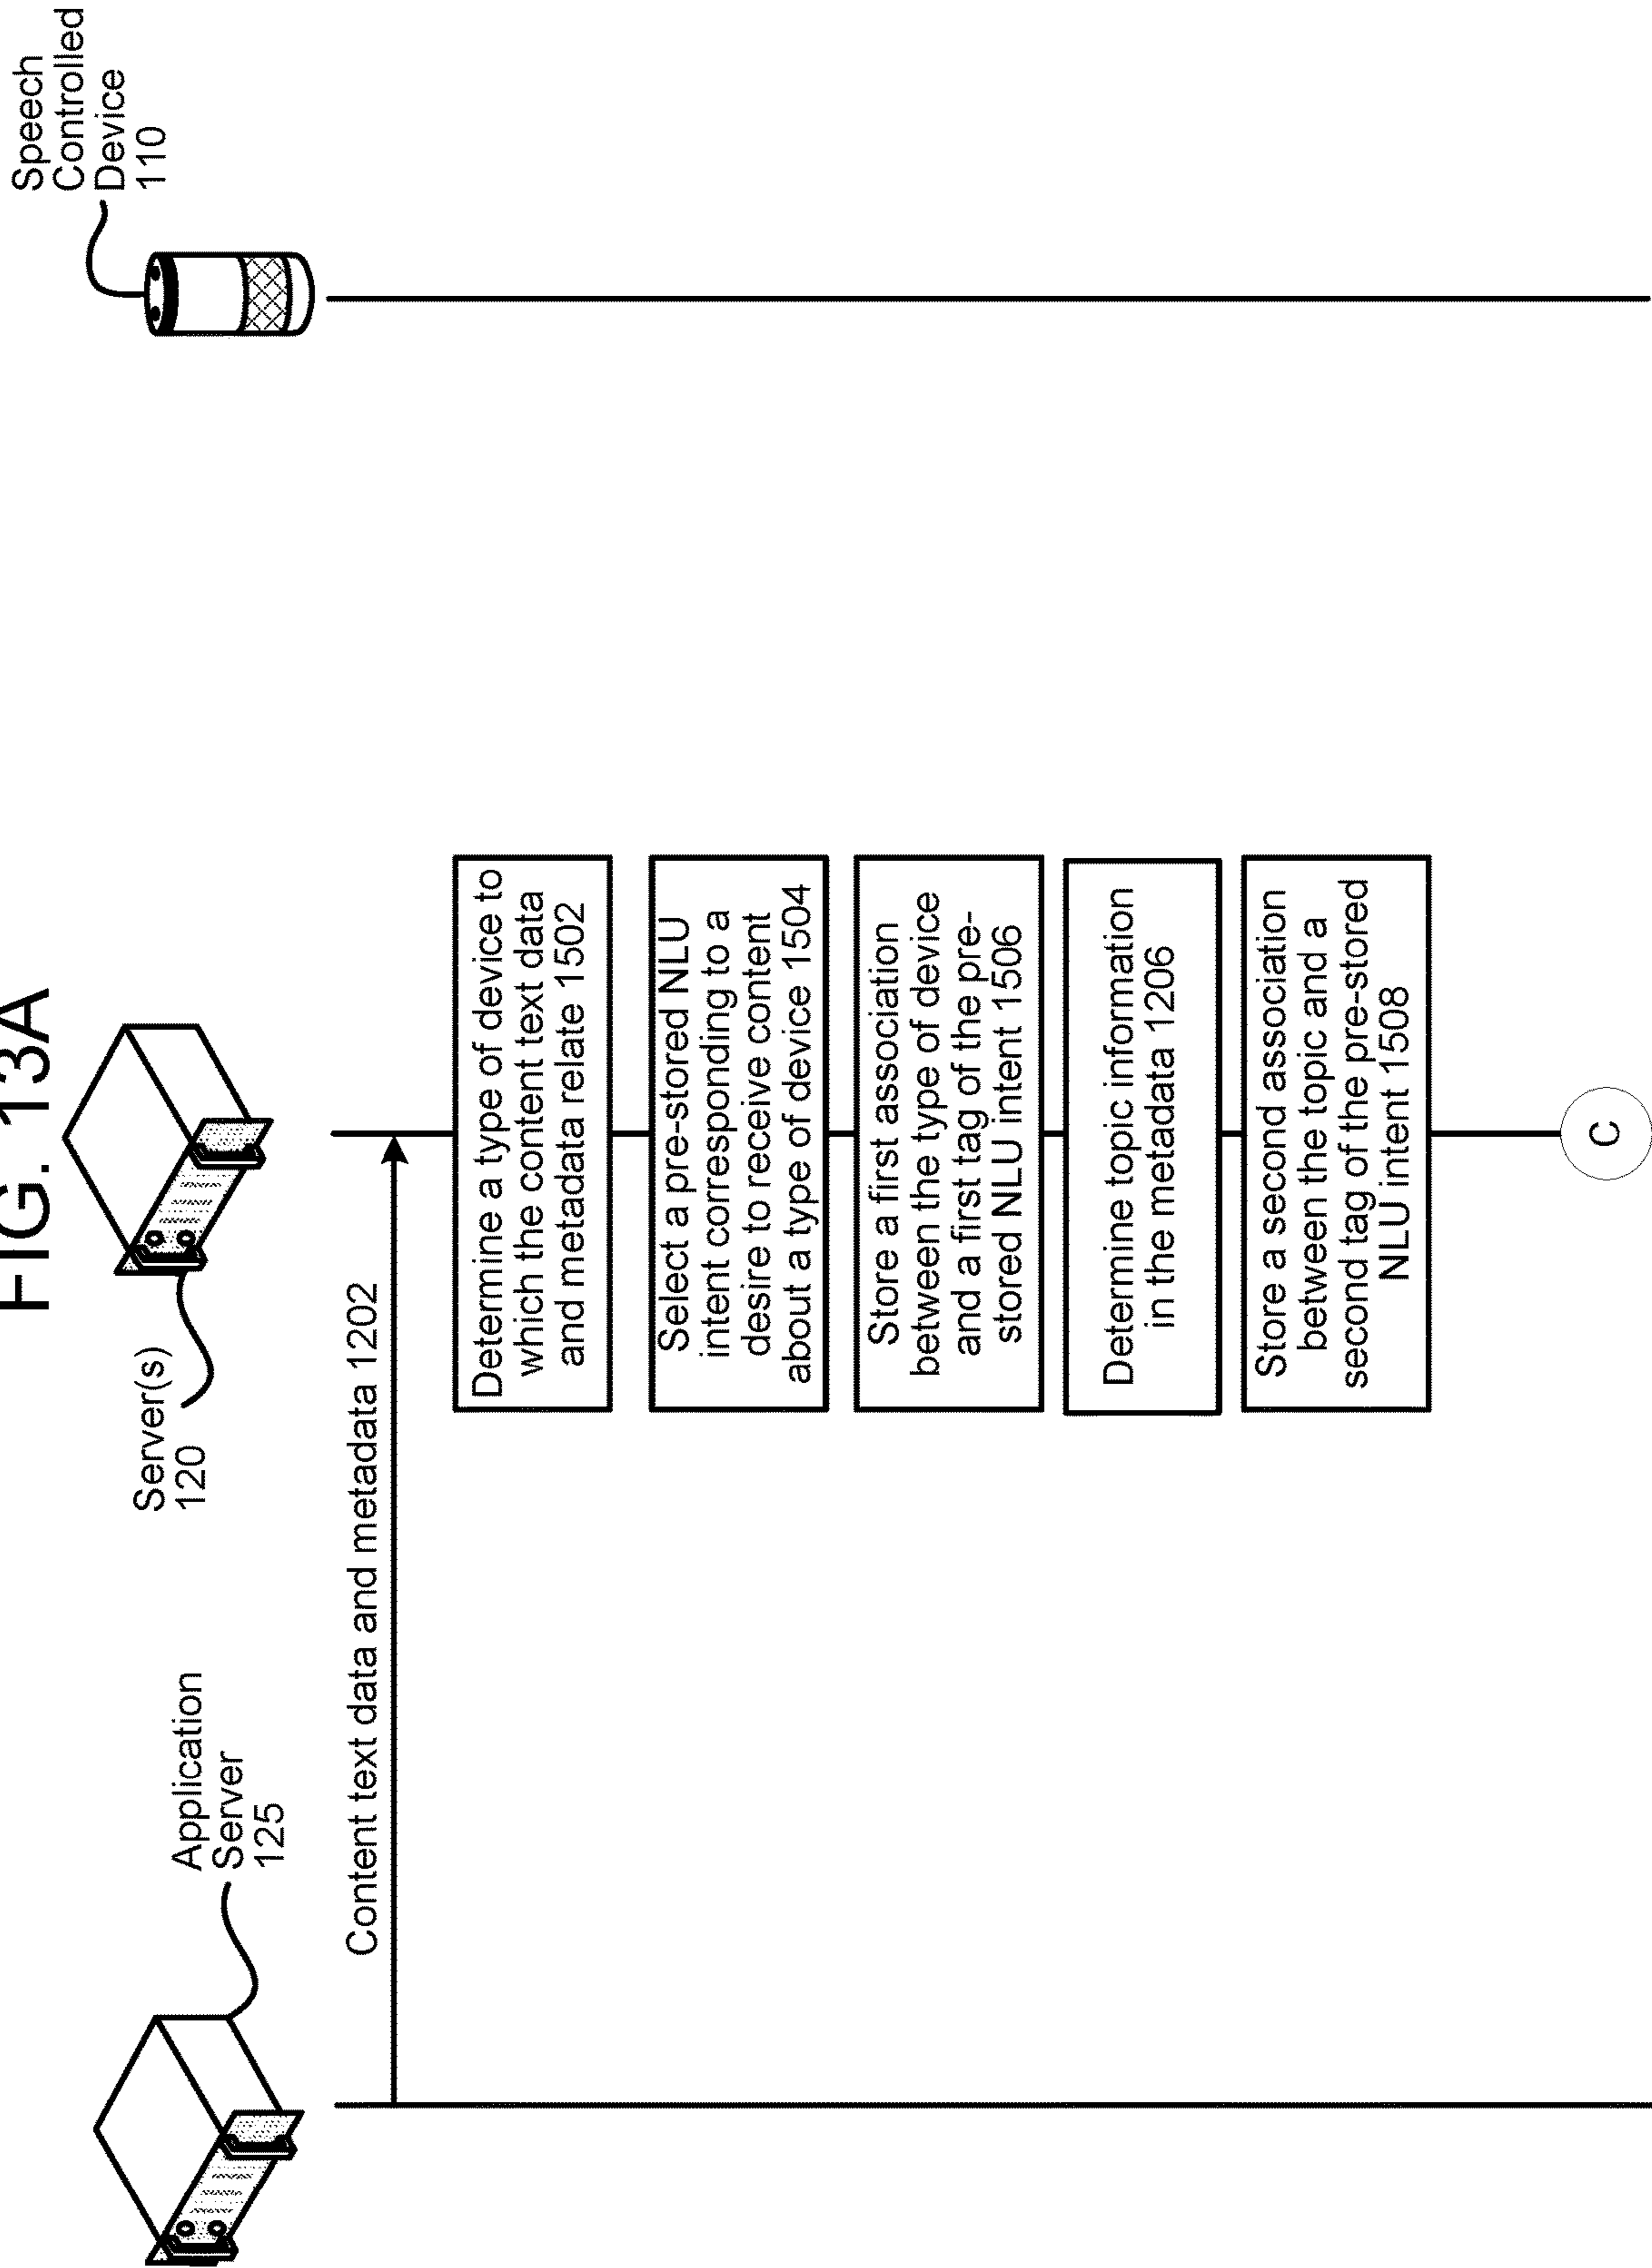 FIG. 13A
Application
Server
125
Server(s)
120
Speech
Controlled
Device
110
Content text data and metadata 1202
Determine a type of device to
which the content text data
and metadata relate 1502
Select a pre-stored NLU
intent corresponding to a
desire to receive content
about a type of device 1504
Store a first association
between the type of device
and a first tag of the pre-
stored NLU intent 1506
Determine topic information
in the metadata 1206
Store a second association
between the topic and a
second tag of the pre-stored
NLU intent 1508
C